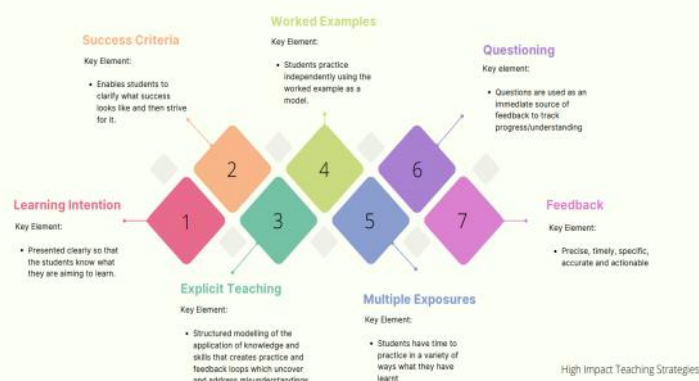 Worked Examples
Key Element:
• Students practice
independently using the
worked example as a
model.
Success Criteria
Key Element:
• Enables students to
clarify what success
looks like and then strive
for it.
Questioning
Key element:
• Questions are used as an
immediate source of
feedback to track
progress/understanding
2
4
6
1
3
5
7
Learning Intention
Key Element:
• Presented clearly so that
the students know what
they are aiming to learn.
Feedback
Key Element:
• Precise, timely, specific,
accurate and actionable
Explicit Teaching
Key Element:
• Structured modelling of the
application of knowledge and
skills that creates practice and
feedback loops which uncover
and address misunderstandings
Multiple Exposures
Key Element:
• Students have time to
practice in a variety of
ways what they have
learnt
High Impact Teaching Strategies